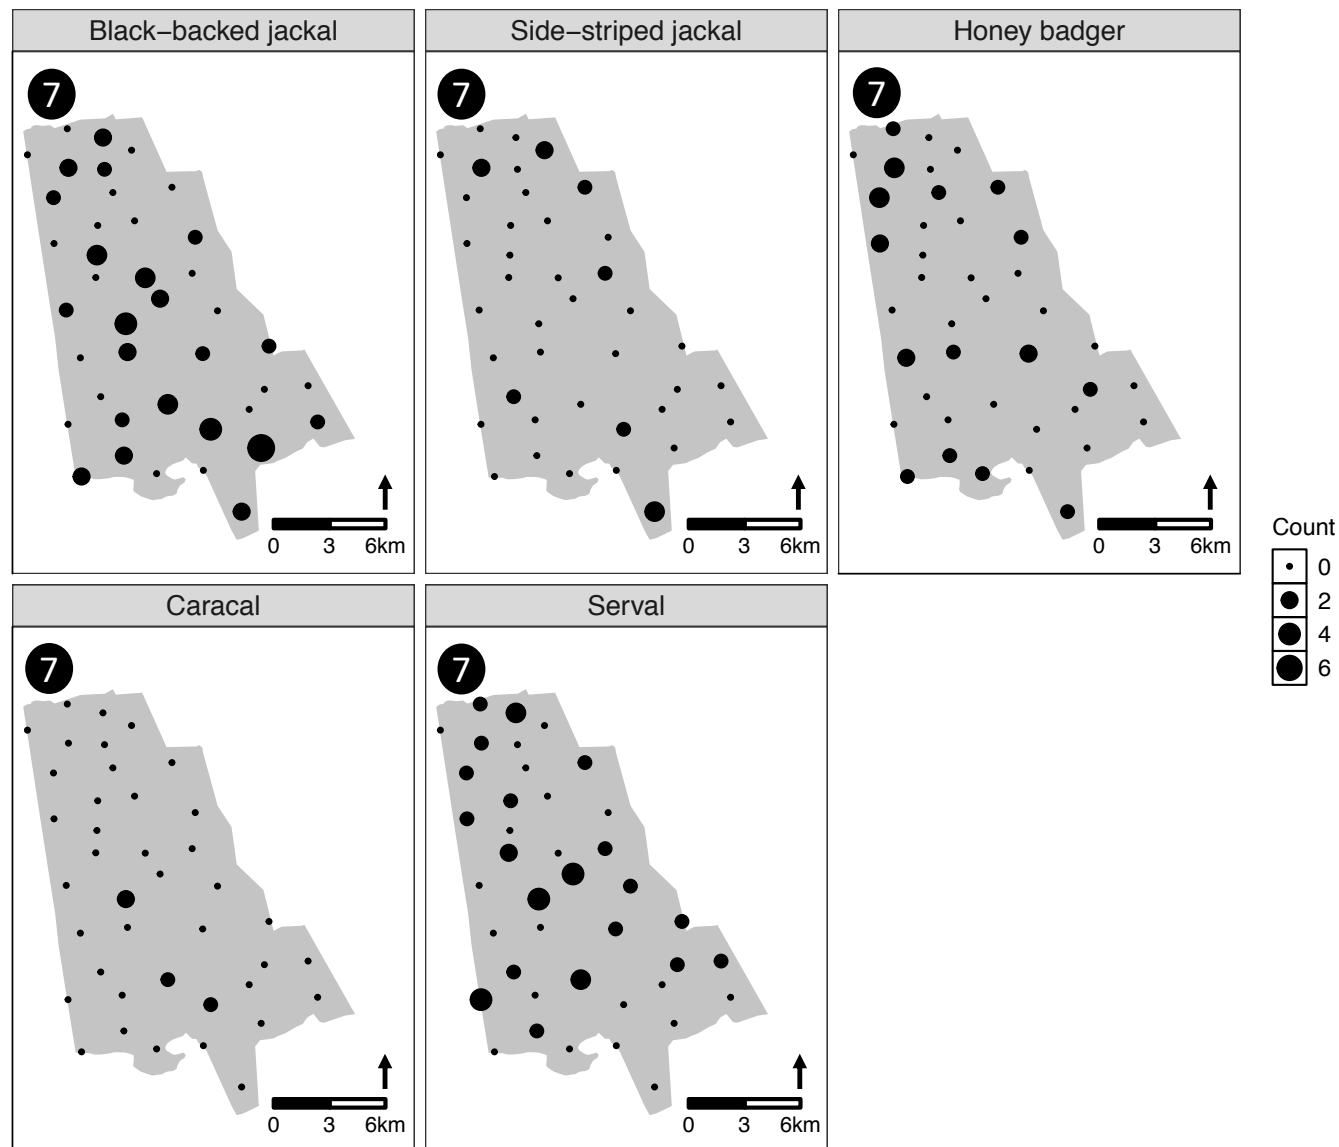 Black−backed jackal
Side−striped jackal
Honey badger
7
7
7
0 3 6km
0 3 6km
0 3 6km
Count
0
2
4
6
Caracal
Serval
7
7
0 3 6km
0 3 6km